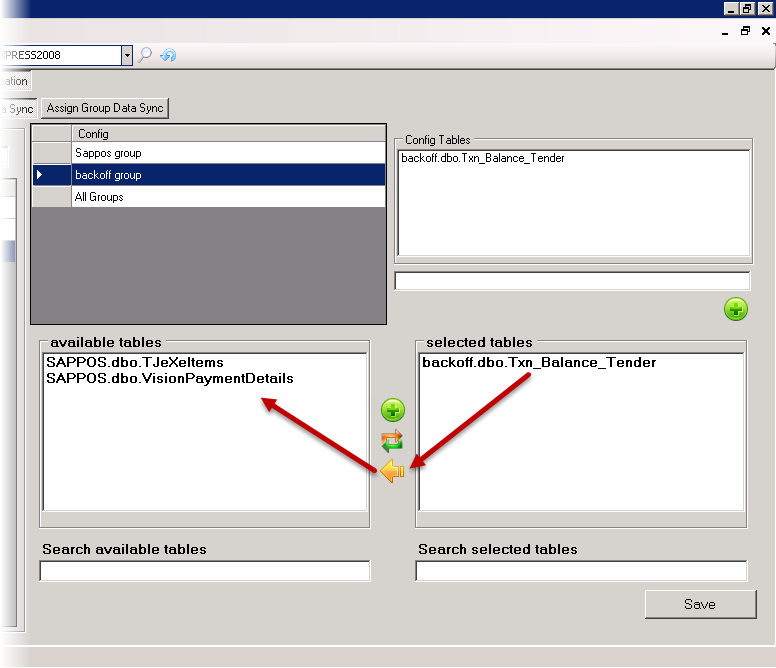 PRESS2008
ation
a Sync
Assign Group Data Sync
Config
Sappos group
backoff group
All Groups
Config Tables
backoff.dbo.Txn_Balance_Tender
available tables
SAPPOS.dbo.TJeXeItems
SAPPOS.dbo.VisionPaymentDetails
selected tables
backoff.dbo.Txn_Balance_Tender
Search available tables
Search selected tables
Save